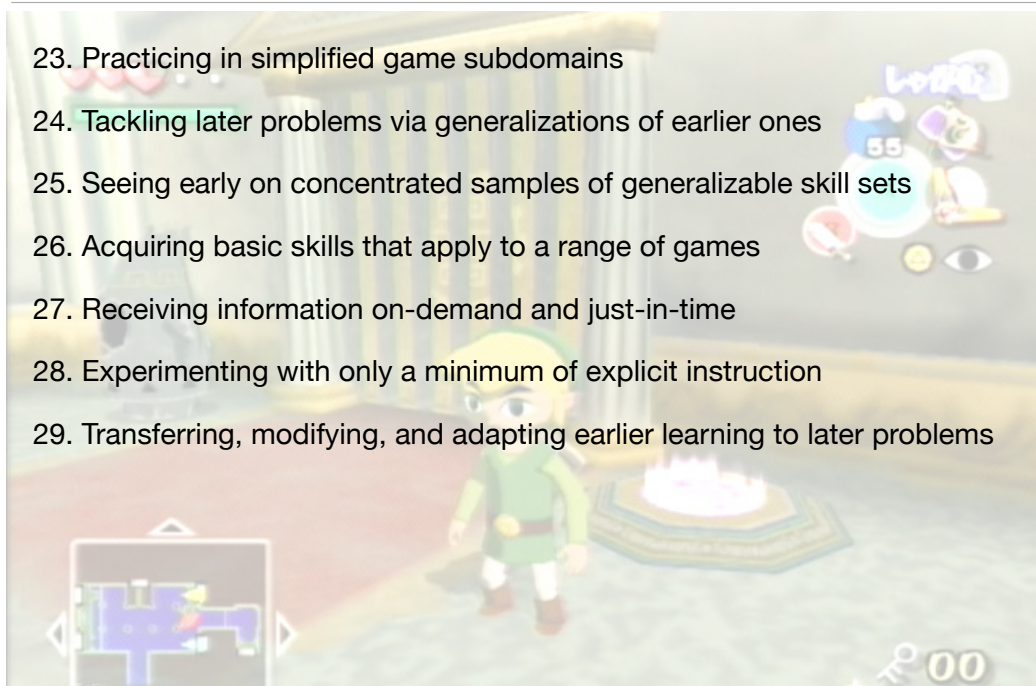 23. Practicing in simplified game subdomains
24. Tackling later problems via generalizations of earlier ones
55
25. Seeing early on concentrated samples of generalizable skill sets
26. Acquiring basic skills that apply to a range of games
27. Receiving information on-demand and just-in-time
28. Experimenting with only a minimum of explicit instruction
29. Transferring, modifying, and adapting earlier learning to later problems
00